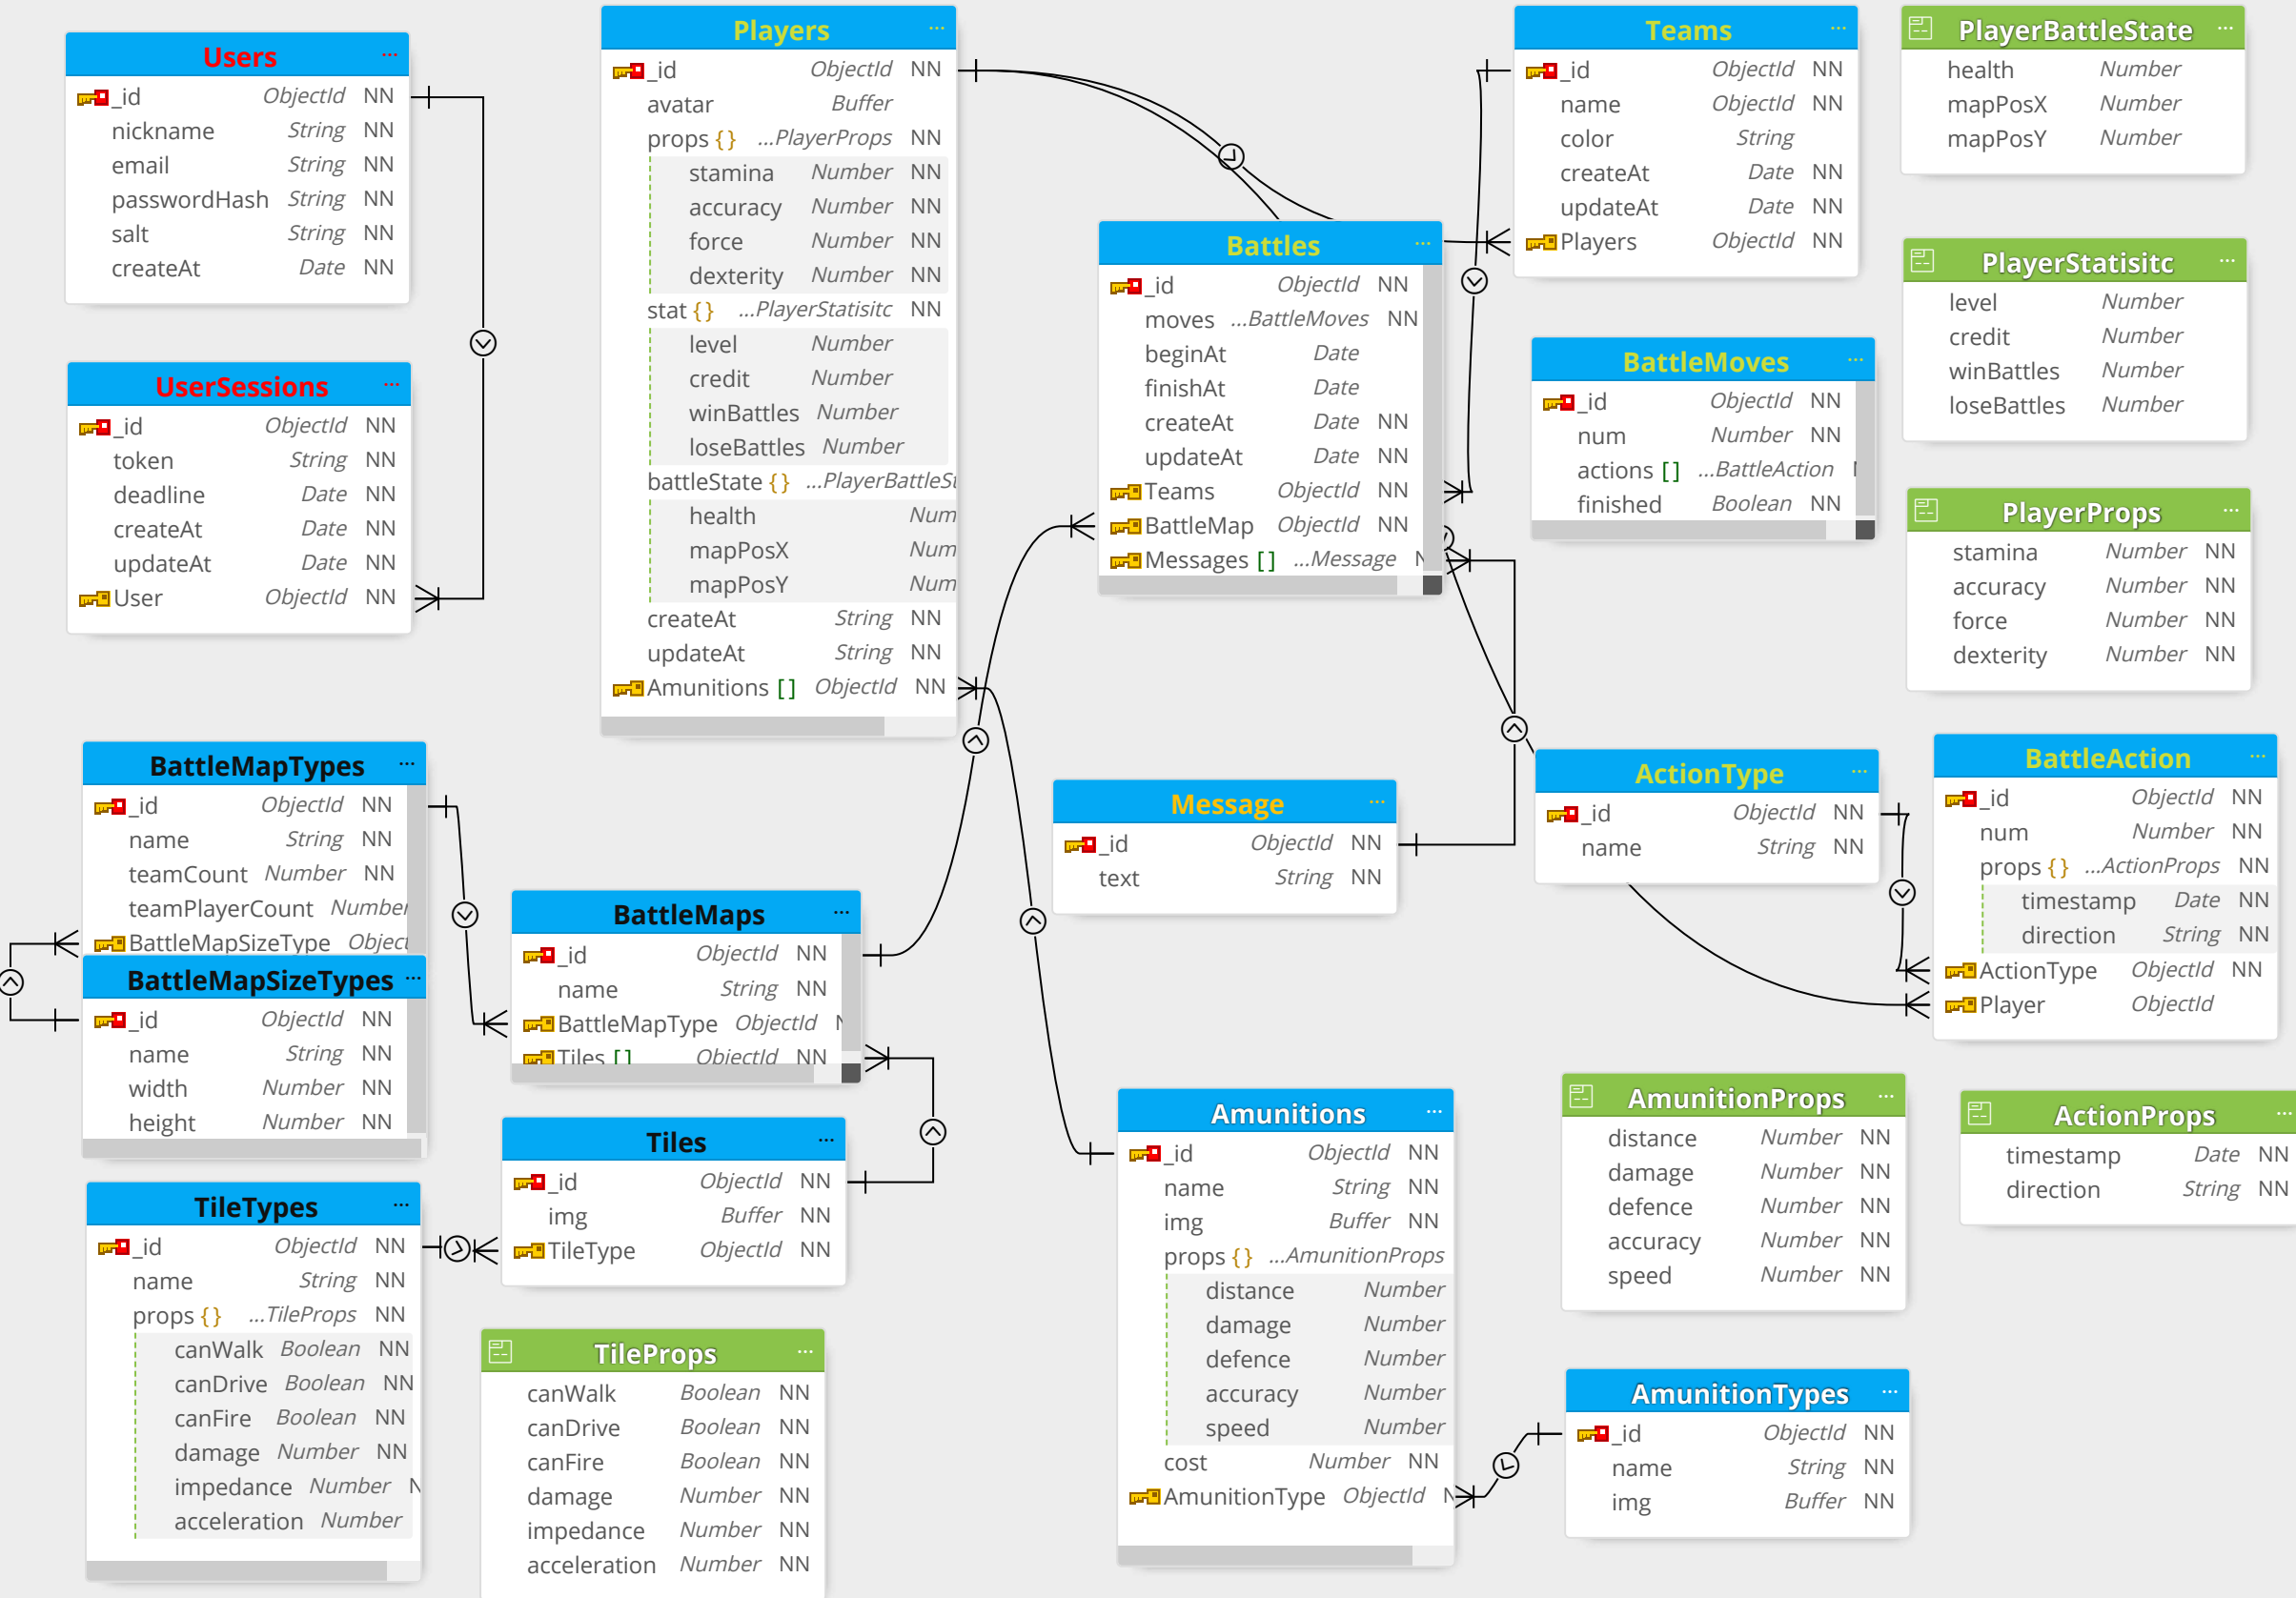 Users ...
_id ObjectId NN
nickname String NN
email String NN
passwordHash String NN
salt String NN
createAt Date NN
UserSessions ...
_id ObjectId NN
token String NN
deadline Date NN
createAt Date NN
updateAt Date NN
User ObjectId NN
Players ...
_id ObjectId NN
avatar Buffer
props {} ...PlayerProps NN
stamina Number NN
accuracy Number NN
force Number NN
dexterity Number NN
stat {} ...PlayerStatisitc NN
level Number
credit Number
winBattles Number
loseBattles Number
battleState {} ...PlayerBattleSt
health Num
mapPosX Num
mapPosY Num
createAt String NN
updateAt String NN
Amunitions [] ObjectId NN
Battles ...
_id ObjectId NN
moves ...BattleMoves NN
beginAt Date
finishAt Date
createAt Date NN
updateAt Date NN
Teams ObjectId NN
BattleMap ObjectId NN
Messages [] ...Message N
Teams ...
_id ObjectId NN
name ObjectId NN
color String
createAt Date NN
updateAt Date NN
Players ObjectId NN
BattleMoves ...
_id ObjectId NN
num Number NN
actions [] ...BattleAction
finished Boolean NN
PlayerBattleState ...
health Number
mapPosX Number
mapPosY Number
PlayerStatisitc ...
level Number
credit Number
winBattles Number
loseBattles Number
PlayerProps ...
stamina Number NN
accuracy Number NN
force Number NN
dexterity Number NN
BattleMapTypes ...
_id ObjectId NN
name String NN
teamCount Number NN
teamPlayerCount Number
BattleMapSizeType Object
BattleMapSizeTypes ...
_id ObjectId NN
name String NN
width Number NN
height Number NN
BattleMaps ...
_id ObjectId NN
name String NN
BattleMapType ObjectId N
Tiles [] ObjectId NN
Message ...
_id ObjectId NN
text String NN
ActionType ...
_id ObjectId NN
name String NN
BattleAction ...
_id ObjectId NN
num Number NN
props {} ...ActionProps NN
timestamp Date NN
direction String NN
ActionType ObjectId NN
Player ObjectId
TileTypes ...
_id ObjectId NN
name String NN
props {} ...TileProps NN
canWalk Boolean NN
canDrive Boolean NN
canFire Boolean NN
damage Number NN
impedance Number N
acceleration Number
Tiles ...
_id ObjectId NN
img Buffer NN
TileType ObjectId NN
TileProps ...
canWalk Boolean NN
canDrive Boolean NN
canFire Boolean NN
damage Number NN
impedance Number NN
acceleration Number NN
Amunitions ...
_id ObjectId NN
name String NN
img Buffer NN
props {} ...AmunitionProps
distance Number
damage Number
defence Number
accuracy Number
speed Number
cost Number NN
AmunitionType ObjectId N
AmunitionProps ...
distance Number NN
damage Number NN
defence Number NN
accuracy Number NN
speed Number NN
ActionProps ...
timestamp Date NN
direction String NN
AmunitionTypes ...
_id ObjectId NN
name String NN
img Buffer NN